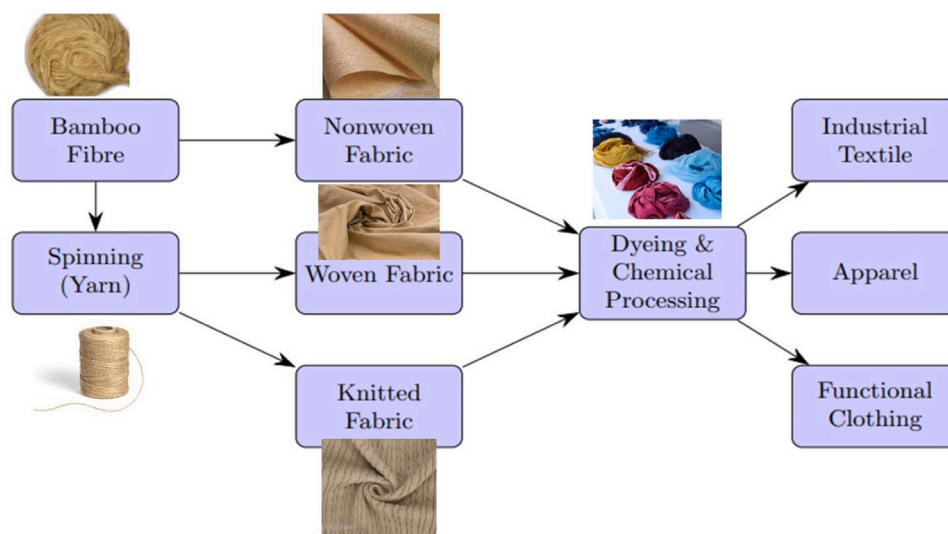 Bamboo
Fibre
Nonwoven
Fabric
Industrial
Textile
Spinning
(Yarn)
Woven Fabric
Dyeing &
Chemical
Processing
Apparel
Knitted
Fabric
Functional
Clothing